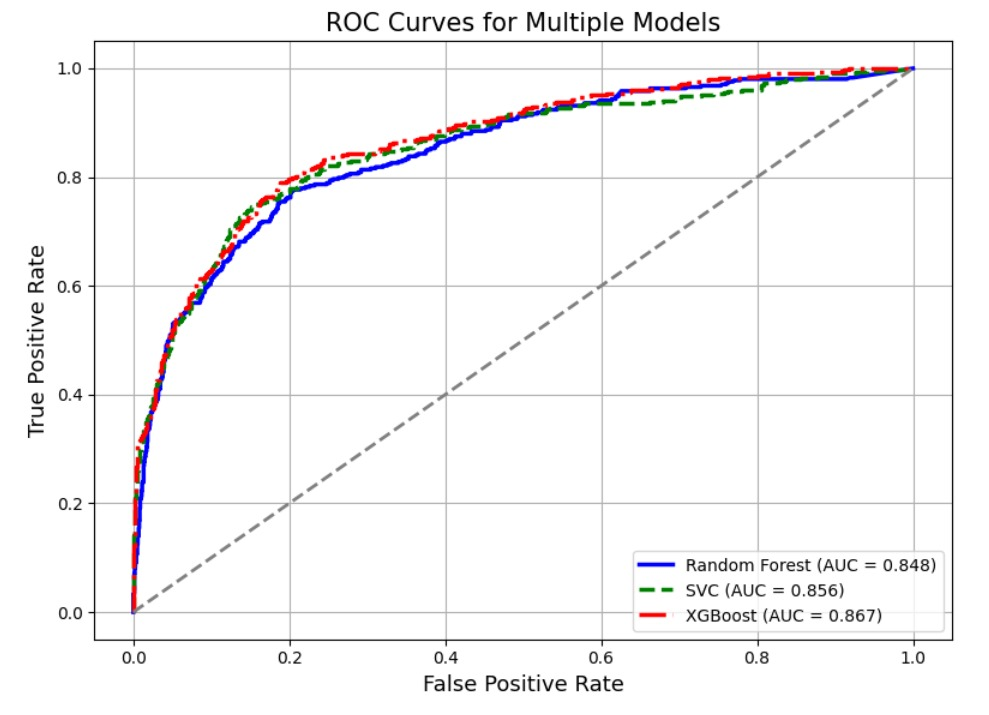 ROC Curves for Multiple Models
1.0
0.8
0.6
0.4
0.2
0.0
True Positive Rate
Random Forest (AUC = 0.848)
SVC (AUC = 0.856)
XGBoost (AUC = 0.867)
0.0 0.2 0.4 0.6 0.8 1.0
False Positive Rate